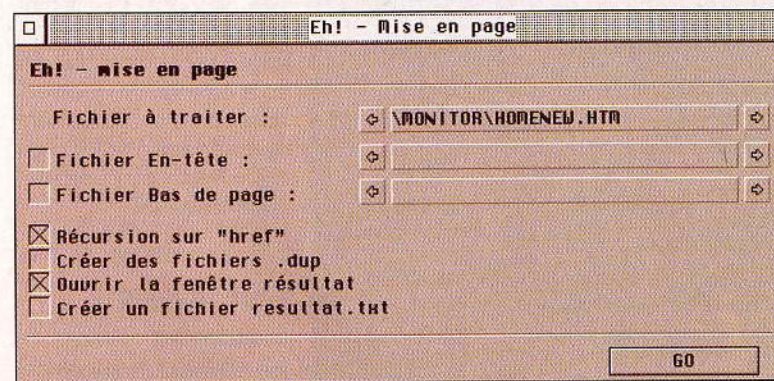 Eh! - Mise en page
Eh! - mise en page
Fichier à traiter : \MONITOR\HOMENEW.HTM
Fichier En-tête :
Fichier Bas de page :
Récursion sur "href"
Créer des fichiers .dup
Ouvrir la fenêtre résultat
Créer un fichier resultat.txt
GO